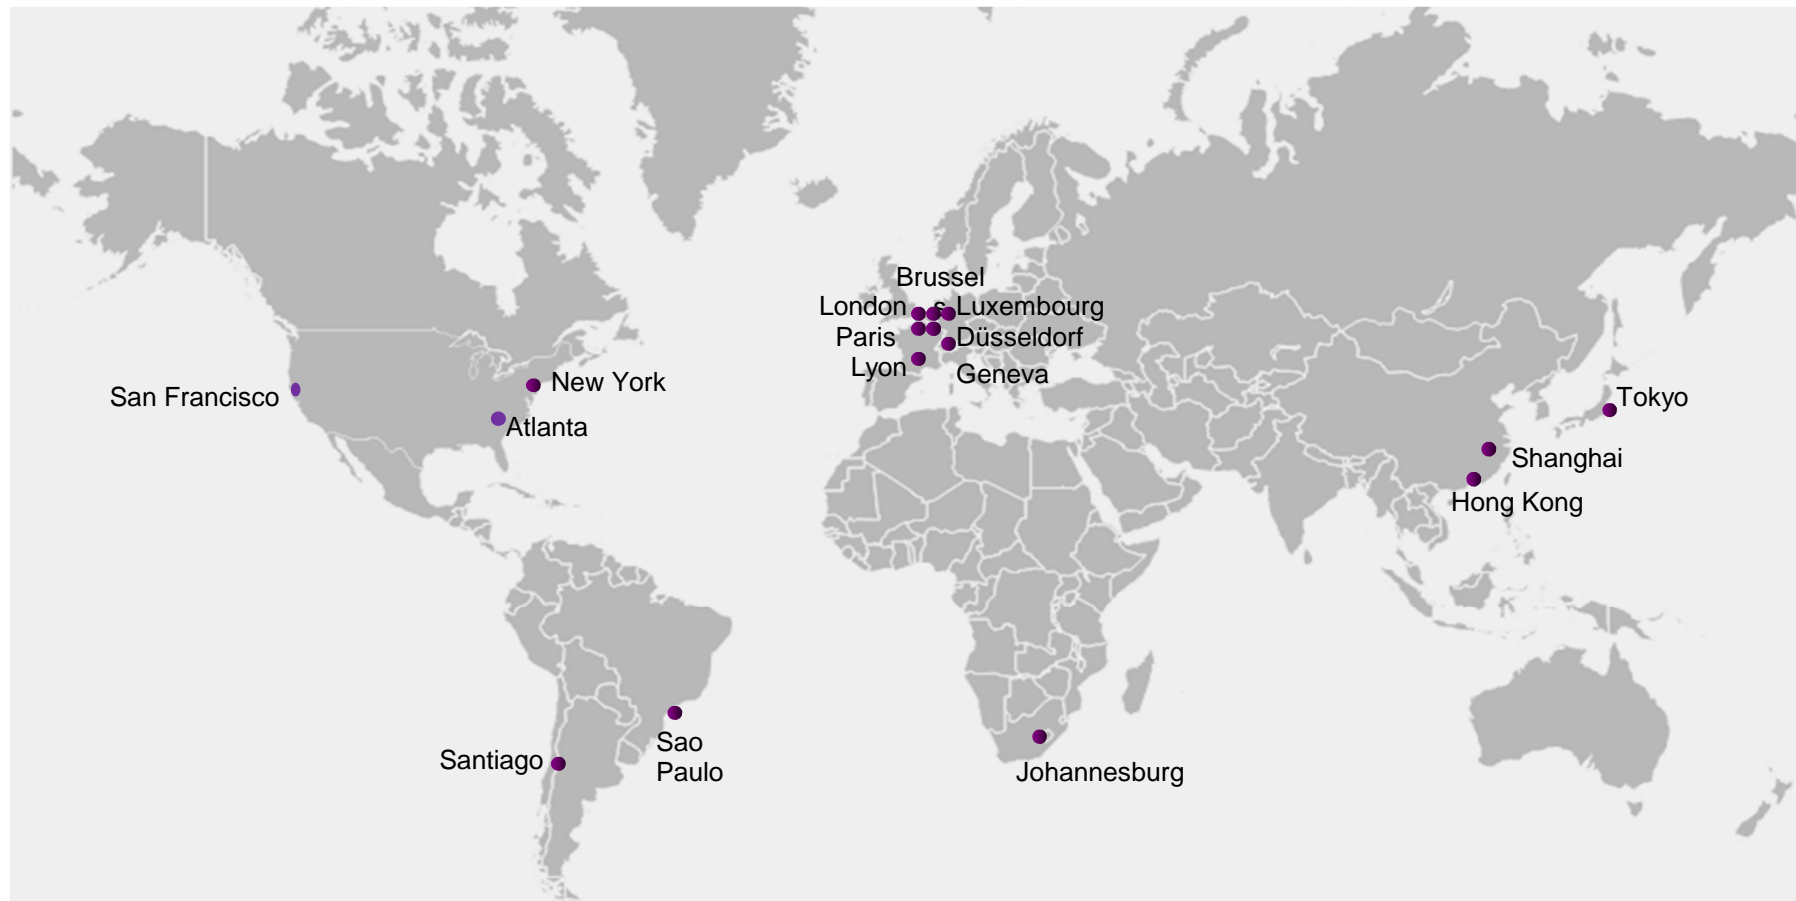 Brussel
s
London
Luxembourg
Paris
Düsseldorf
Lyon
Geneva
New York
San Francisco
Atlanta
Tokyo
Shanghai
Hong Kong
Santiago
Sao
Paulo
Johannesburg